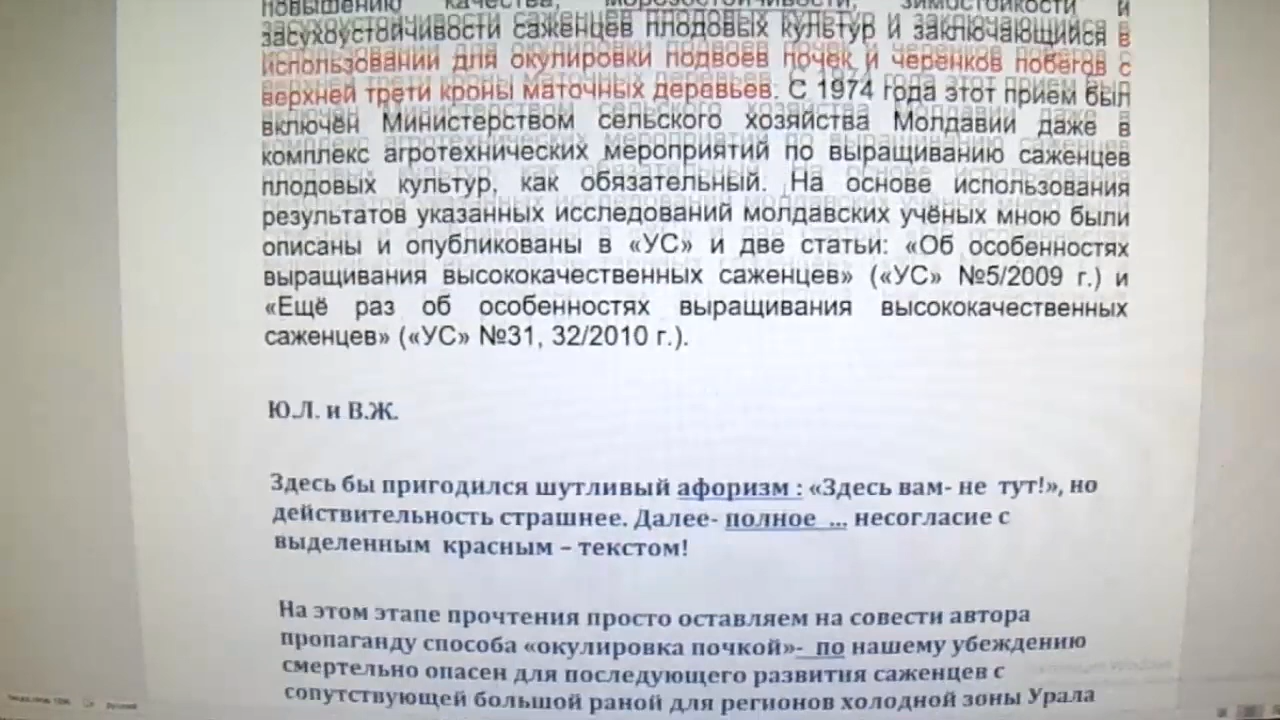 повышению качества, морозостойкости, зимостойкости и
засухоустойчивости саженцев плодовых культур и заключающийся в
использовании для окулировки подвоев почек и черенков побегов с
верхней трети кроны маточных деревьев. С 1974 года этот приём был
включён Министерством сельского хозяйства Молдавии даже в
комплекс агротехнических мероприятий по выращиванию саженцев
плодовых культур, как обязательный. На основе использования
результатов указанных исследований молдавских учёных мною были
описаны и опубликованы в «УС» и две статьи: «Об особенностях
выращивания высококачественных саженцев» («УС» №5/2009 г.) и
«Ещё раз об особенностях выращивания высококачественных
саженцев» («УС» №31, 32/2010 г.).
Ю.Л. и В.Ж.
Здесь бы пригодился шутливый афоризм : «Здесь вам- не тут!», но
действительность страшнее. Далее- полное ... несогласие с
выделенным красным – текстом!
На этом этапе прочтения просто оставляем на совести автора
пропаганду способа «окулировка почкой»- по нашему убеждению
смертельно опасен для последующего развития саженцев с
сопутствующей большой раной для регионов холодной зоны Урала